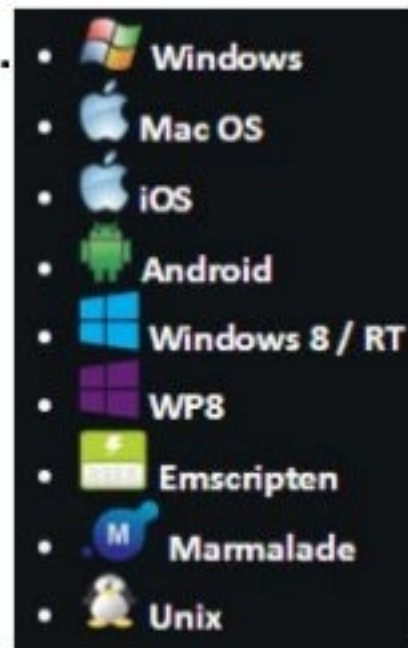 • Windows
• Mac OS
• iOS
• Android
• Windows 8 / RT
• WP8
• Emscripten
• M Marmalade
• Unix